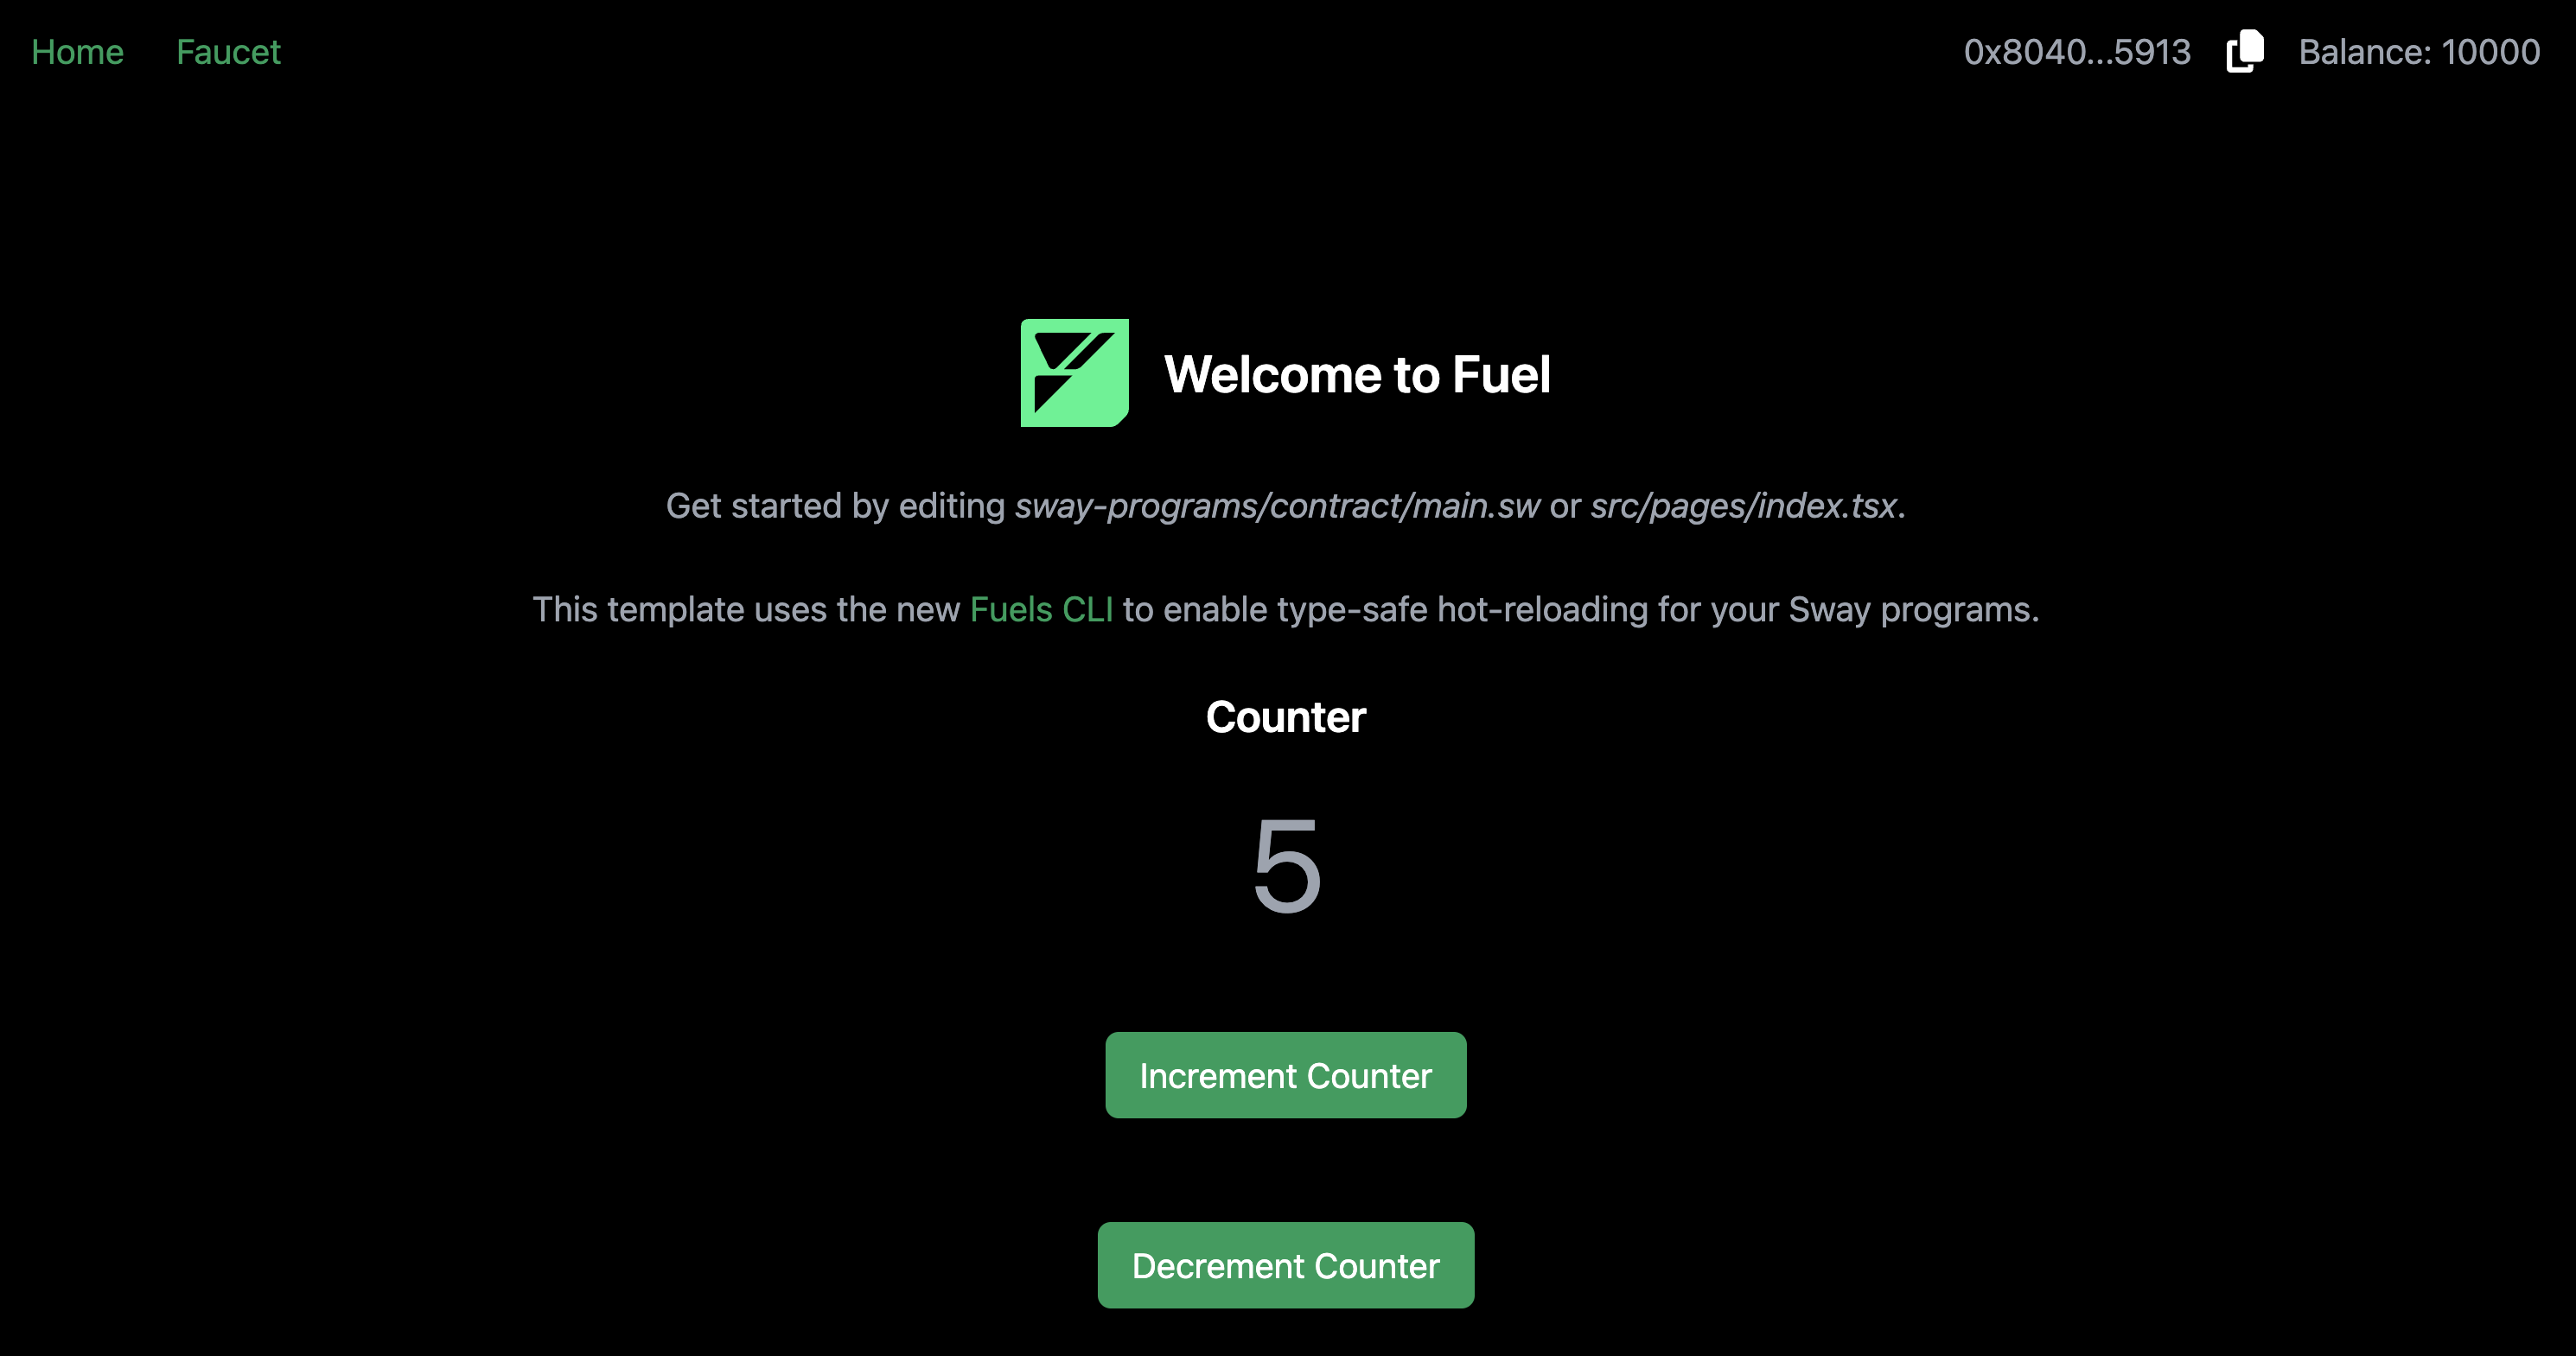 Home Faucet 0x8040...5913 Balance: 10000
Welcome to Fuel
Get started by editing sway-programs/contract/main.sw or src/pages/index.tsx.
This template uses the new Fuels CLI to enable type-safe hot-reloading for your Sway programs.
Counter
5
Increment Counter
Decrement Counter